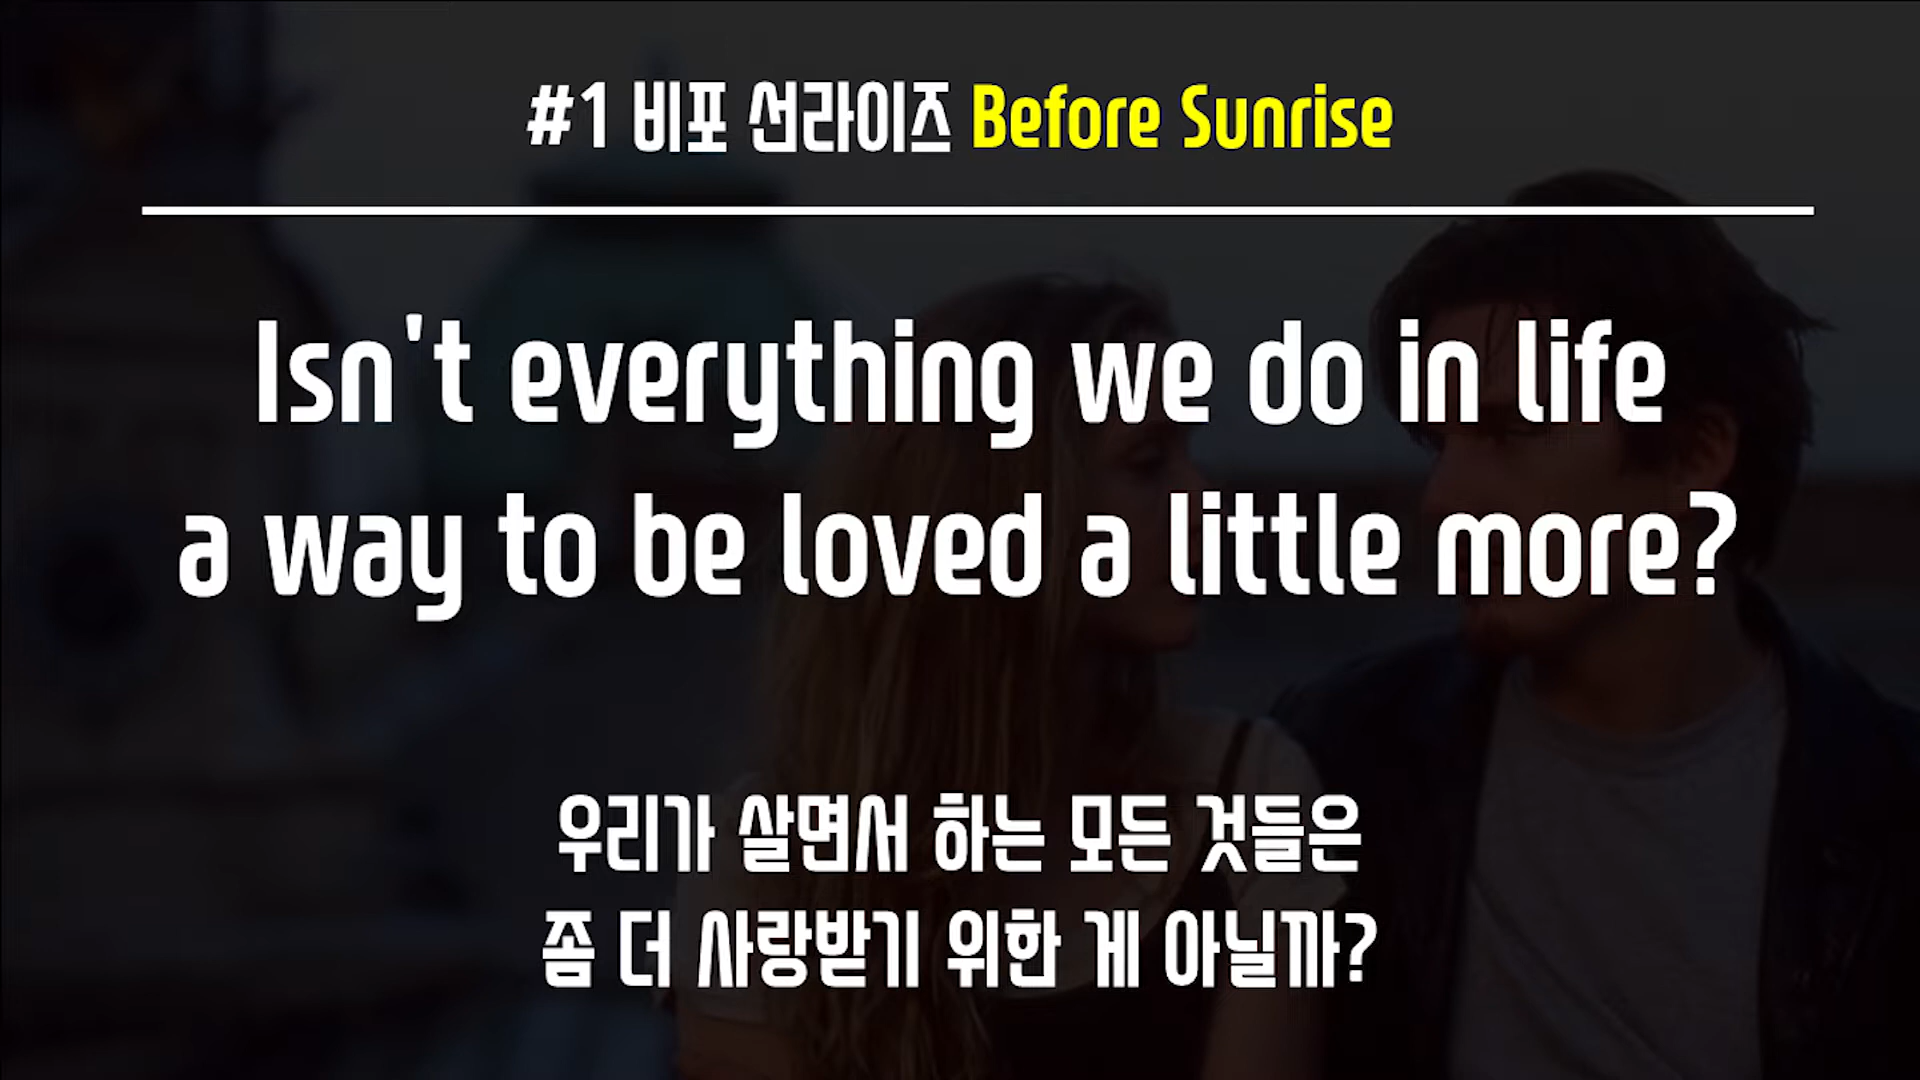 #1 비포 선라이즈 Before Sunrise
Isn't everything we do in life
a way to be loved a little more?
우리가 살면서 하는 모든 것들은
좀 더 사랑받기 위한 게 아닐까?